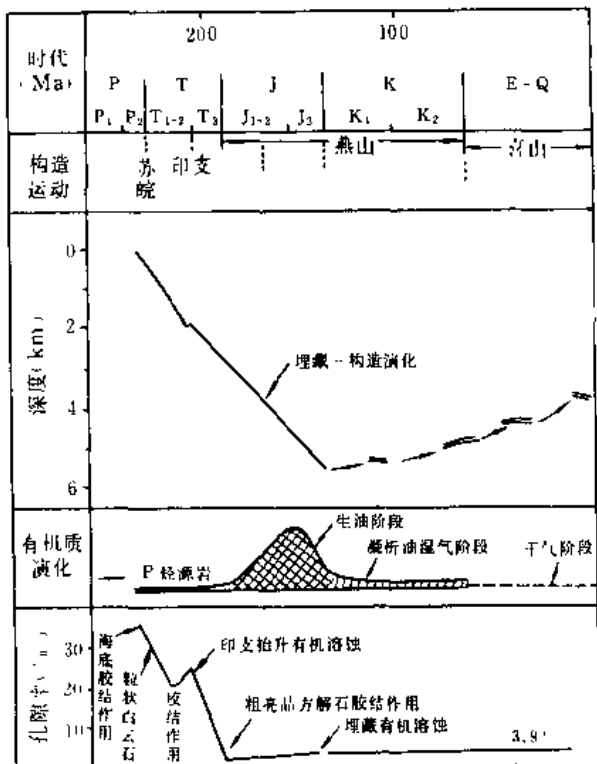 时代
(Ma)
200
100
P
T
J
K
E-Q
P₁
P₂
T₁₋₂
T₃
J₁₋₂
J₃
K₁
K₂
构造
运动
苏皖
印支
燕山
喜山
深度(km)
0
2
4
6
埋藏-构造演化
有机质
演化
P烃源岩
生油阶段
凝析油湿气阶段
干气阶段
孔隙率
30
20
10
海底胶结作用
粒状白云石
胶结作用
印支抬升有机溶蚀
粗亮晶方解石胶结作用
埋藏有机溶蚀